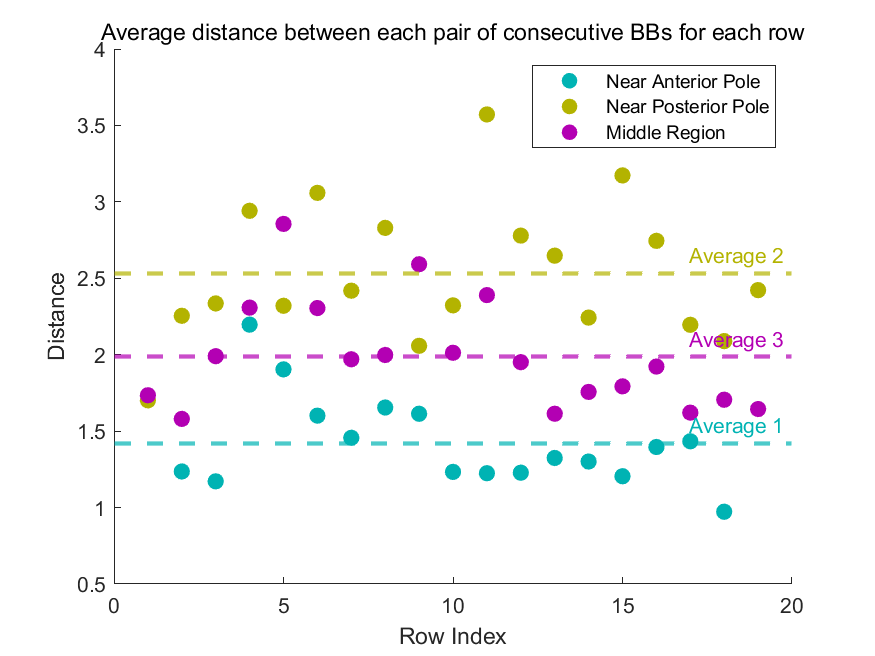 Average distance between each pair of consecutive BBs for each row
4
3.5
3
2.5
2
1.5
1
0.5
Distance
Near Anterior Pole
Near Posterior Pole
Middle Region
Average 2
Average 3
Average 1
0
5
10
15
20
Row Index